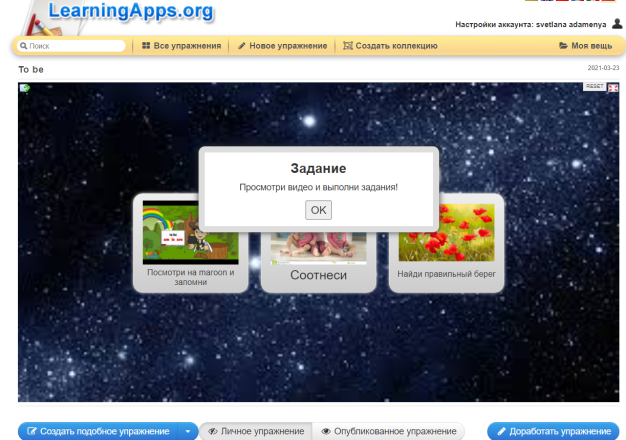 LearningApps.org
Настройки аккаунта: svetlana adamenya
Поиск
Все упражнения
Новое упражнение
Создать коллекцию
Моя вещь
To be
2021-03-23
RESET
Задание
Просмотри видео и выполни задания!
OK
Посмотри на maroon и
запомни
Соотнеси
Найди правильный берег
Создать подобное упражнение
Личное упражнение
Опубликованное упражнение
Доработать упражнение